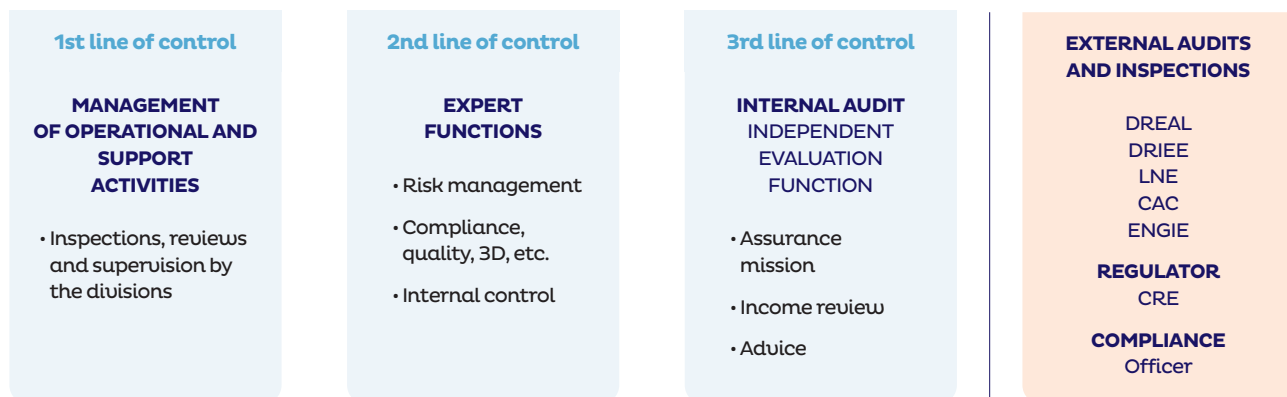 1st line of control
MANAGEMENT
OF OPERATIONAL AND
SUPPORT
ACTIVITIES
• Inspections, reviews
and supervision by
the divisions
2nd line of control
EXPERT
FUNCTIONS
• Risk management
• Compliance,
quality, 3D, etc.
• Internal control
3rd line of control
INTERNAL AUDIT
INDEPENDENT
EVALUATION
FUNCTION
• Assurance
mission
• Income review
• Advice
EXTERNAL AUDITS
AND INSPECTIONS
DREAL
DRIEE
LNE
CAC
ENGIE
REGULATOR
CRE
COMPLIANCE
Officer